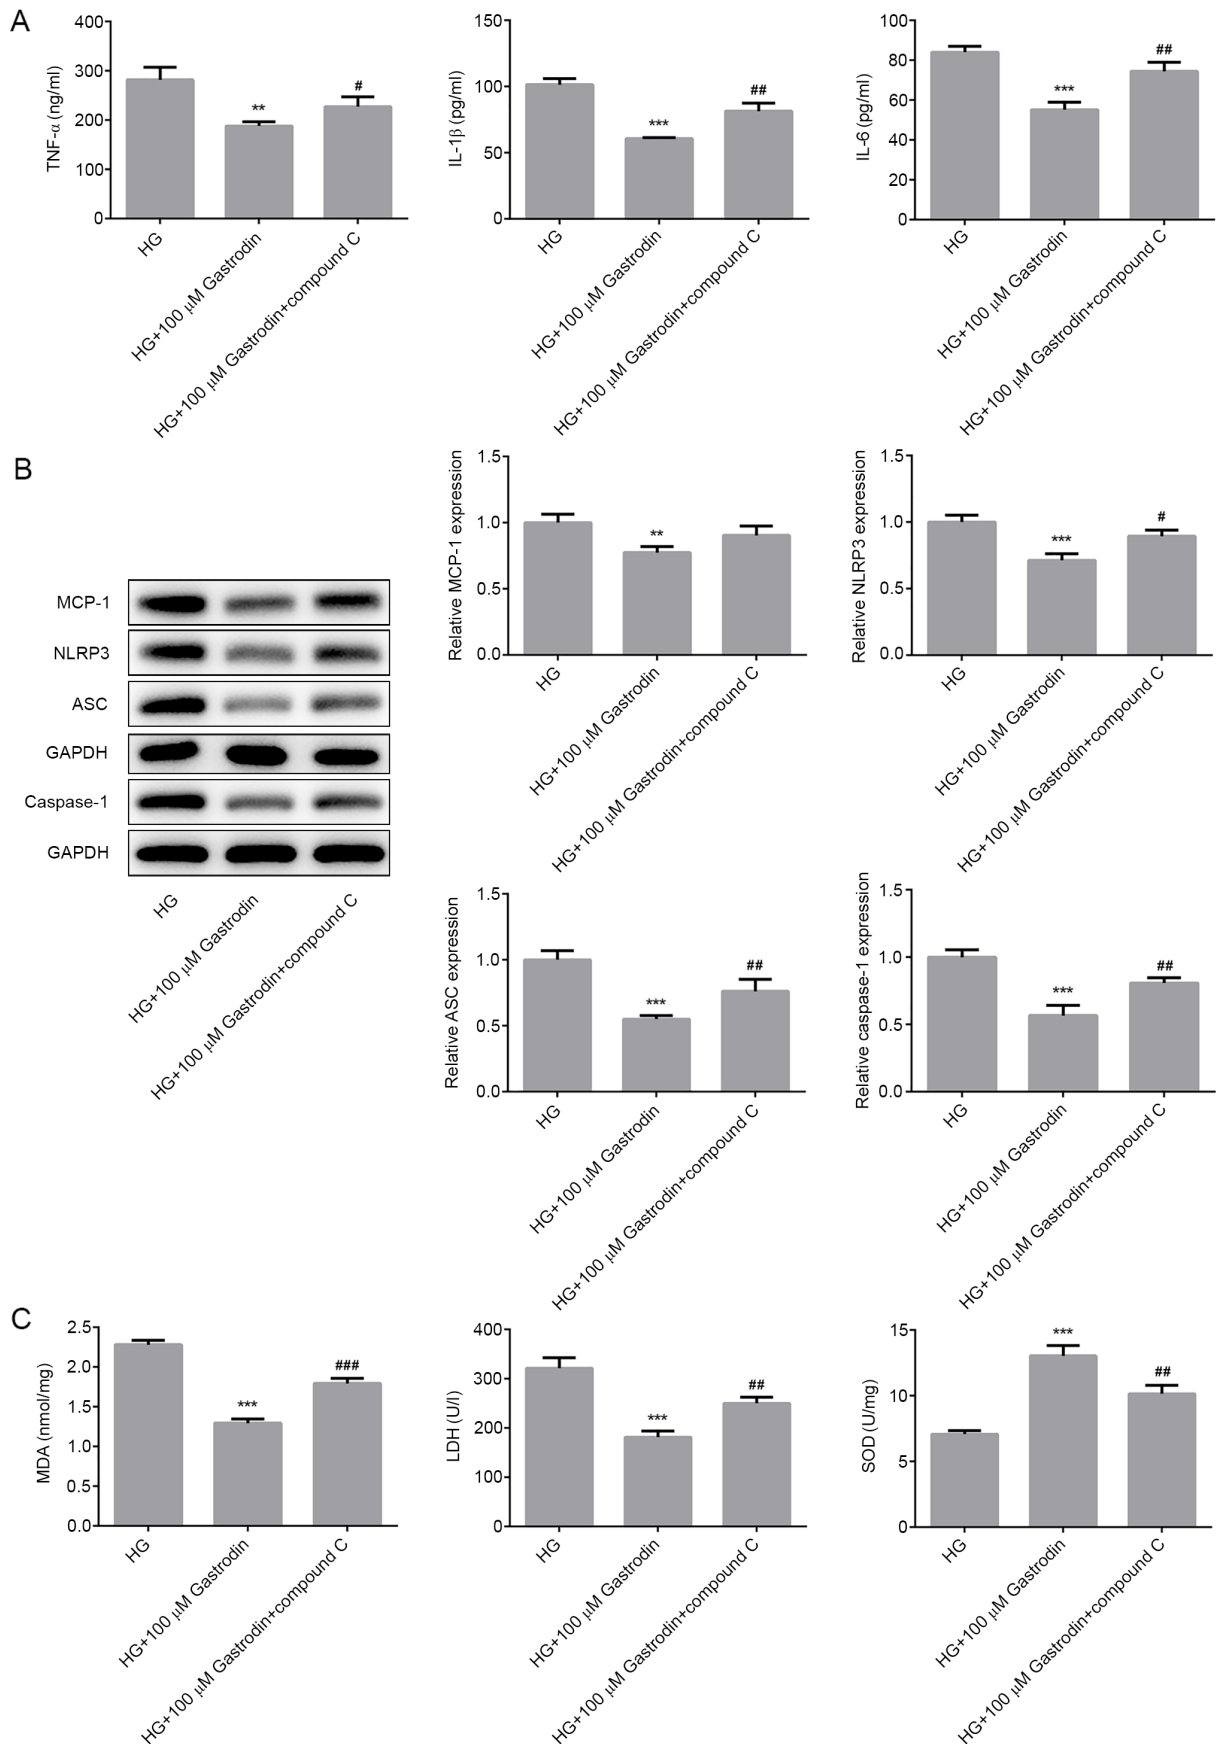 A
TNF-α (ng/ml)
400
300
200
100
0
**
#
HG
HG+100 μM Gastrodin
HG+100 μM Gastrodin+compound C
IL-1β (pg/ml)
150
100
50
0
***
##
HG
HG+100 μM Gastrodin
HG+100 μM Gastrodin+compound C
IL-6 (pg/ml)
100
80
60
40
20
0
***
##
HG
HG+100 μM Gastrodin
HG+100 μM Gastrodin+compound C
B
MCP-1
NLRP3
ASC
GAPDH
Caspase-1
GAPDH
HG
HG+100 μM Gastrodin
HG+100 μM Gastrodin+compound C
Relative MCP-1 expression
1.5
1.0
0.5
0.0
**
HG
HG+100 μM Gastrodin
HG+100 μM Gastrodin+compound C
Relative NLRP3 expression
1.5
1.0
0.5
0.0
***
#
HG
HG+100 μM Gastrodin
HG+100 μM Gastrodin+compound C
Relative ASC expression
1.5
1.0
0.5
0.0
***
##
HG
HG+100 μM Gastrodin
HG+100 μM Gastrodin+compound C
Relative caspase-1 expression
1.5
1.0
0.5
0.0
***
##
HG
HG+100 μM Gastrodin
HG+100 μM Gastrodin+compound C
C
MDA (nmol/mg)
2.5
2.0
1.5
1.0
0.5
0.0
***
###
HG
HG+100 μM Gastrodin
HG+100 μM Gastrodin+compound C
LDH (U/l)
400
300
200
100
0
***
##
HG
HG+100 μM Gastrodin
HG+100 μM Gastrodin+compound C
SOD (U/mg)
15
10
5
0
***
##
HG
HG+100 μM Gastrodin
HG+100 μM Gastrodin+compound C